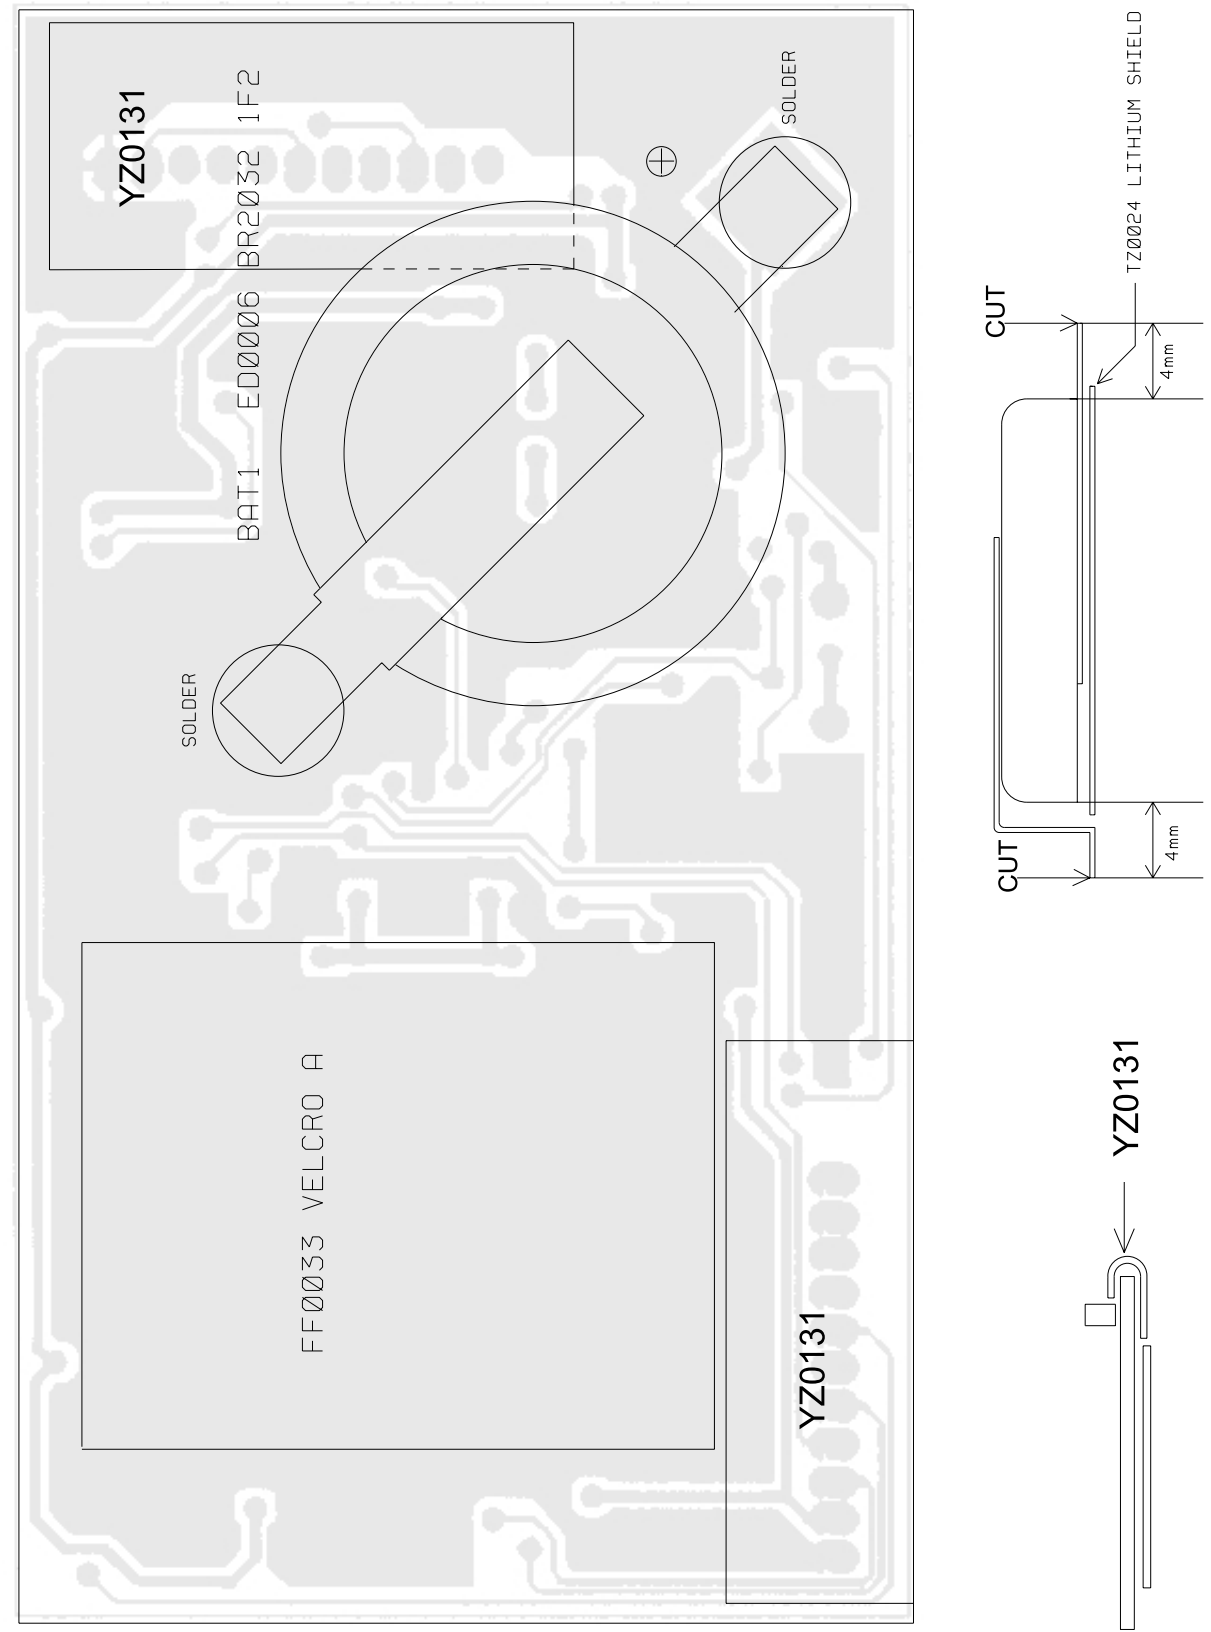 YZ0131
BAT1 ED0006 BR2032 1F2
SOLDER
SOLDER
FF0033 VELCRO A
YZ0131
TZ0024 LITHIUM SHIELD
CUT
4mm
CUT
4mm
YZ0131